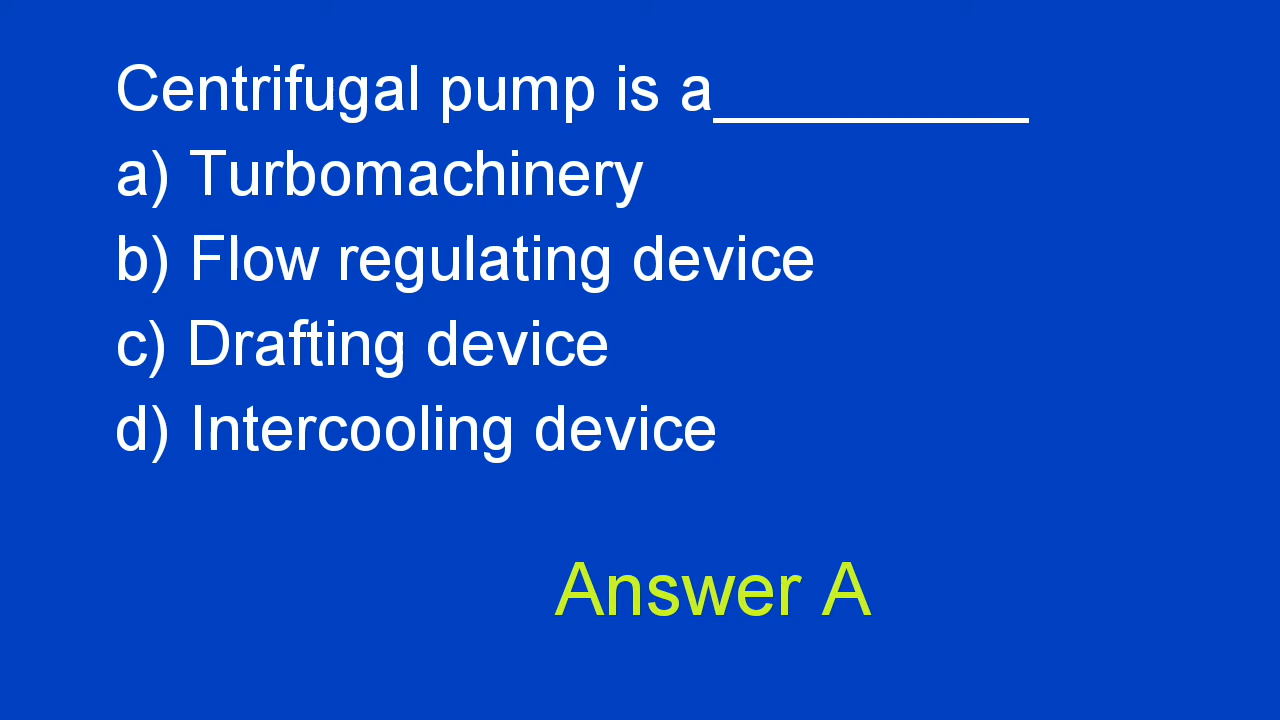 Centrifugal pump is a__________
a) Turbomachinery
b) Flow regulating device
c) Drafting device
d) Intercooling device
Answer A